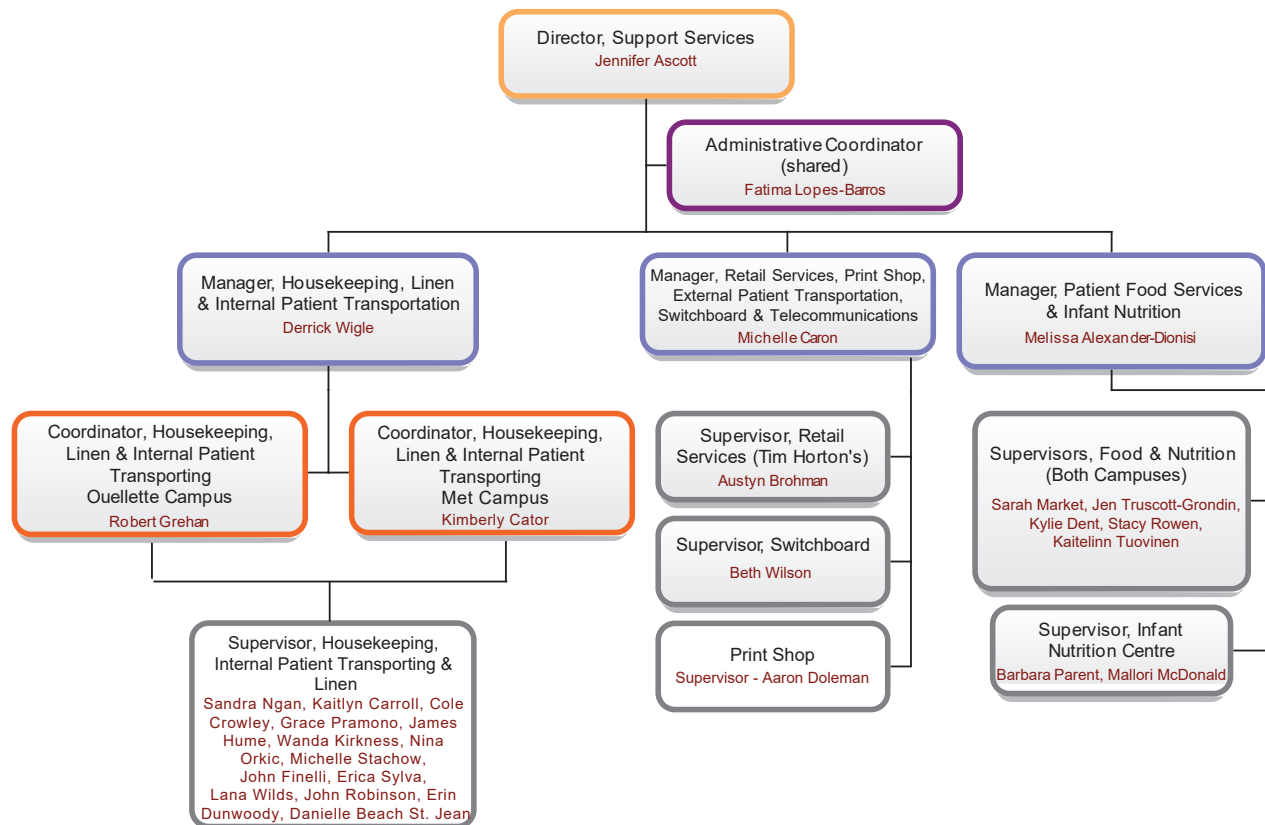 Director, Support Services
Jennifer Ascott
Administrative Coordinator
(shared)
Fatima Lopes-Barros
Manager, Housekeeping, Linen
& Internal Patient Transportation
Derrick Wigle
Manager, Retail Services, Print Shop,
External Patient Transportation,
Switchboard & Telecommunications
Michelle Caron
Manager, Patient Food Services
& Infant Nutrition
Melissa Alexander-Dionisi
Coordinator, Housekeeping,
Linen & Internal Patient
Transporting
Ouellette Campus
Robert Grehan
Coordinator, Housekeeping,
Linen & Internal Patient
Transporting
Met Campus
Kimberly Cator
Supervisor, Housekeeping,
Internal Patient Transporting &
Linen
Sandra Ngan, Kaitlyn Carroll, Cole
Crowley, Grace Pramono, James
Hume, Wanda Kirkness, Nina
Orkic, Michelle Stachow,
John Finelli, Erica Sylva,
Lana Wilds, John Robinson, Erin
Dunwoody, Danielle Beach St. Jean
Supervisor, Retail
Services (Tim Horton's)
Austyn Brohman
Supervisor, Switchboard
Beth Wilson
Print Shop
Supervisor - Aaron Doleman
Supervisors, Food & Nutrition
(Both Campuses)
Sarah Market, Jen Truscott-Grondin,
Kylie Dent, Stacy Rowen,
Kaitelinn Tuovinen
Supervisor, Infant
Nutrition Centre
Barbara Parent, Mallori McDonald